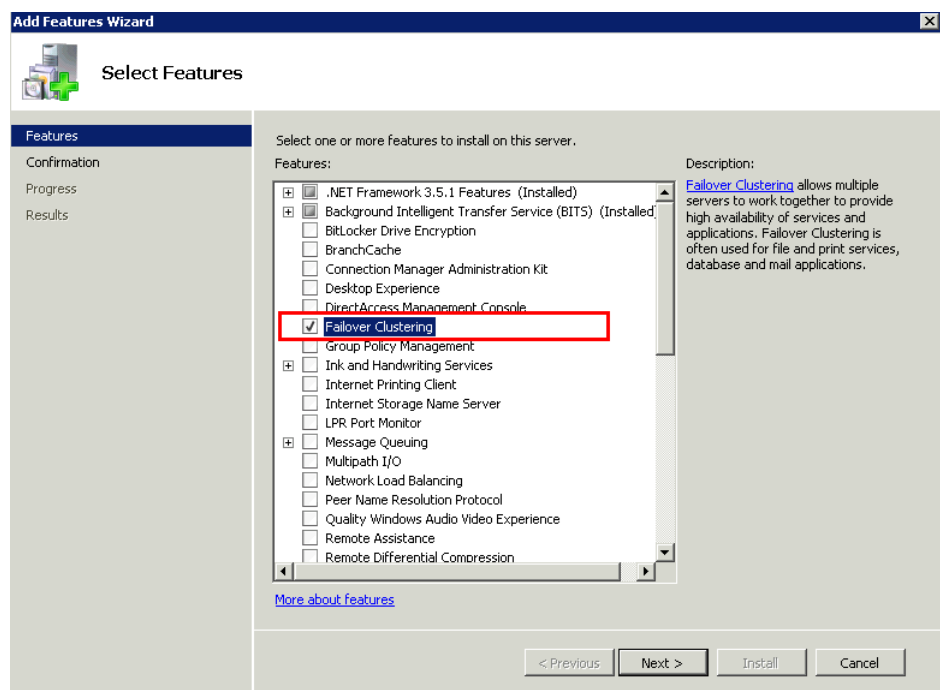 Add Features Wizard
Select Features
Features
Confirmation
Progress
Results
Select one or more features to install on this server.
Features:
.NET Framework 3.5.1 Features (Installed)
Background Intelligent Transfer Service (BITS) (Installed
BitLocker Drive Encryption
BranchCache
Connection Manager Administration Kit
Desktop Experience
DirectAccess Management Console
Failover Clustering
Group Policy Management
Ink and Handwriting Services
Internet Printing Client
Internet Storage Name Server
LPR Port Monitor
Message Queuing
Multipath I/O
Network Load Balancing
Peer Name Resolution Protocol
Quality Windows Audio Video Experience
Remote Assistance
Remote Differential Compression
More about features
Description:
Failover Clustering allows multiple
servers to work together to provide
high availability of services and
applications. Failover Clustering is
often used for file and print services,
database and mail applications.
< Previous
Next >
Install
Cancel